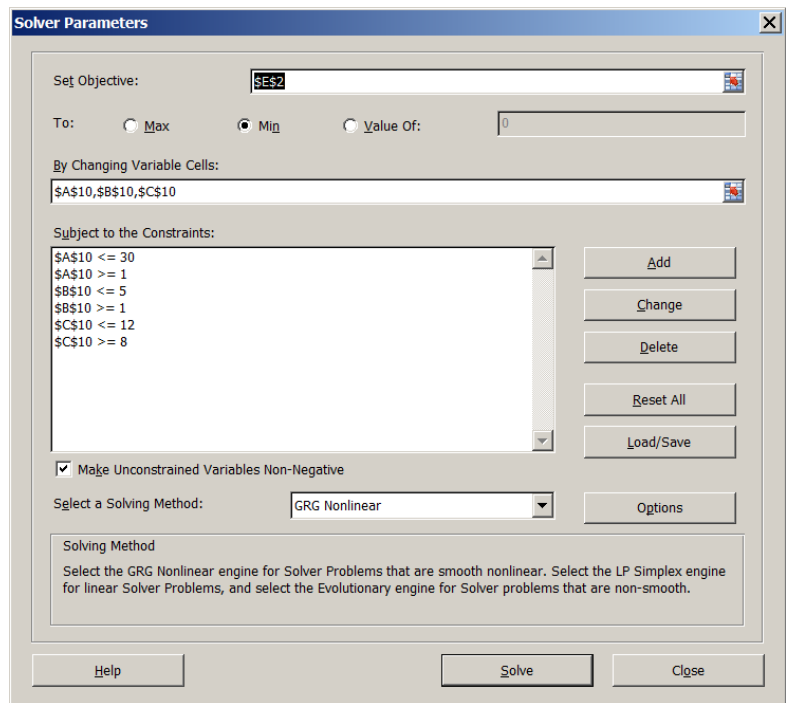 Solver Parameters
Set Objective: $E$2
To: Max Min Value Of: 0
By Changing Variable Cells:
$A$10,$B$10,$C$10
Subject to the Constraints:
$A$10 <= 30
$A$10 >= 1
$B$10 <= 5
$B$10 >= 1
$C$10 <= 12
$C$10 >= 8
Add
Change
Delete
Reset All
Load/Save
Make Unconstrained Variables Non-Negative
Select a Solving Method: GRG Nonlinear Options
Solving Method
Select the GRG Nonlinear engine for Solver Problems that are smooth nonlinear. Select the LP Simplex engine
for linear Solver Problems, and select the Evolutionary engine for Solver problems that are non-smooth.
Help Solve Close